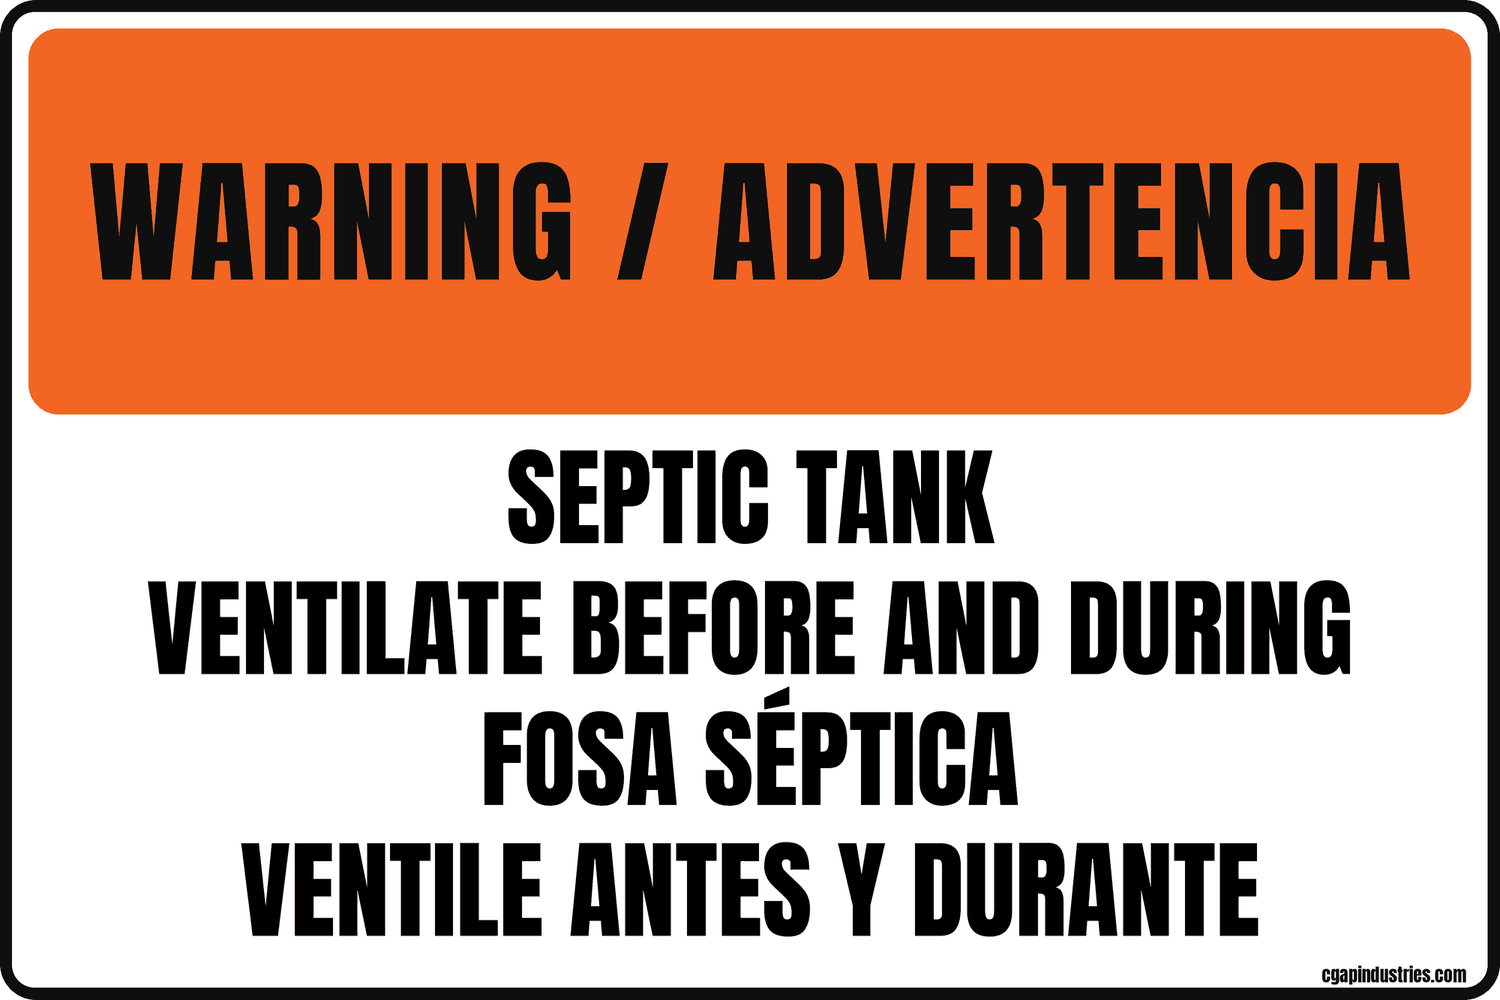 WARNING / ADVERTENCIA
SEPTIC TANK
VENTILATE BEFORE AND DURING
FOSA SÉPTICA
VENTILE ANTES Y DURANTE
cgapindustries.com